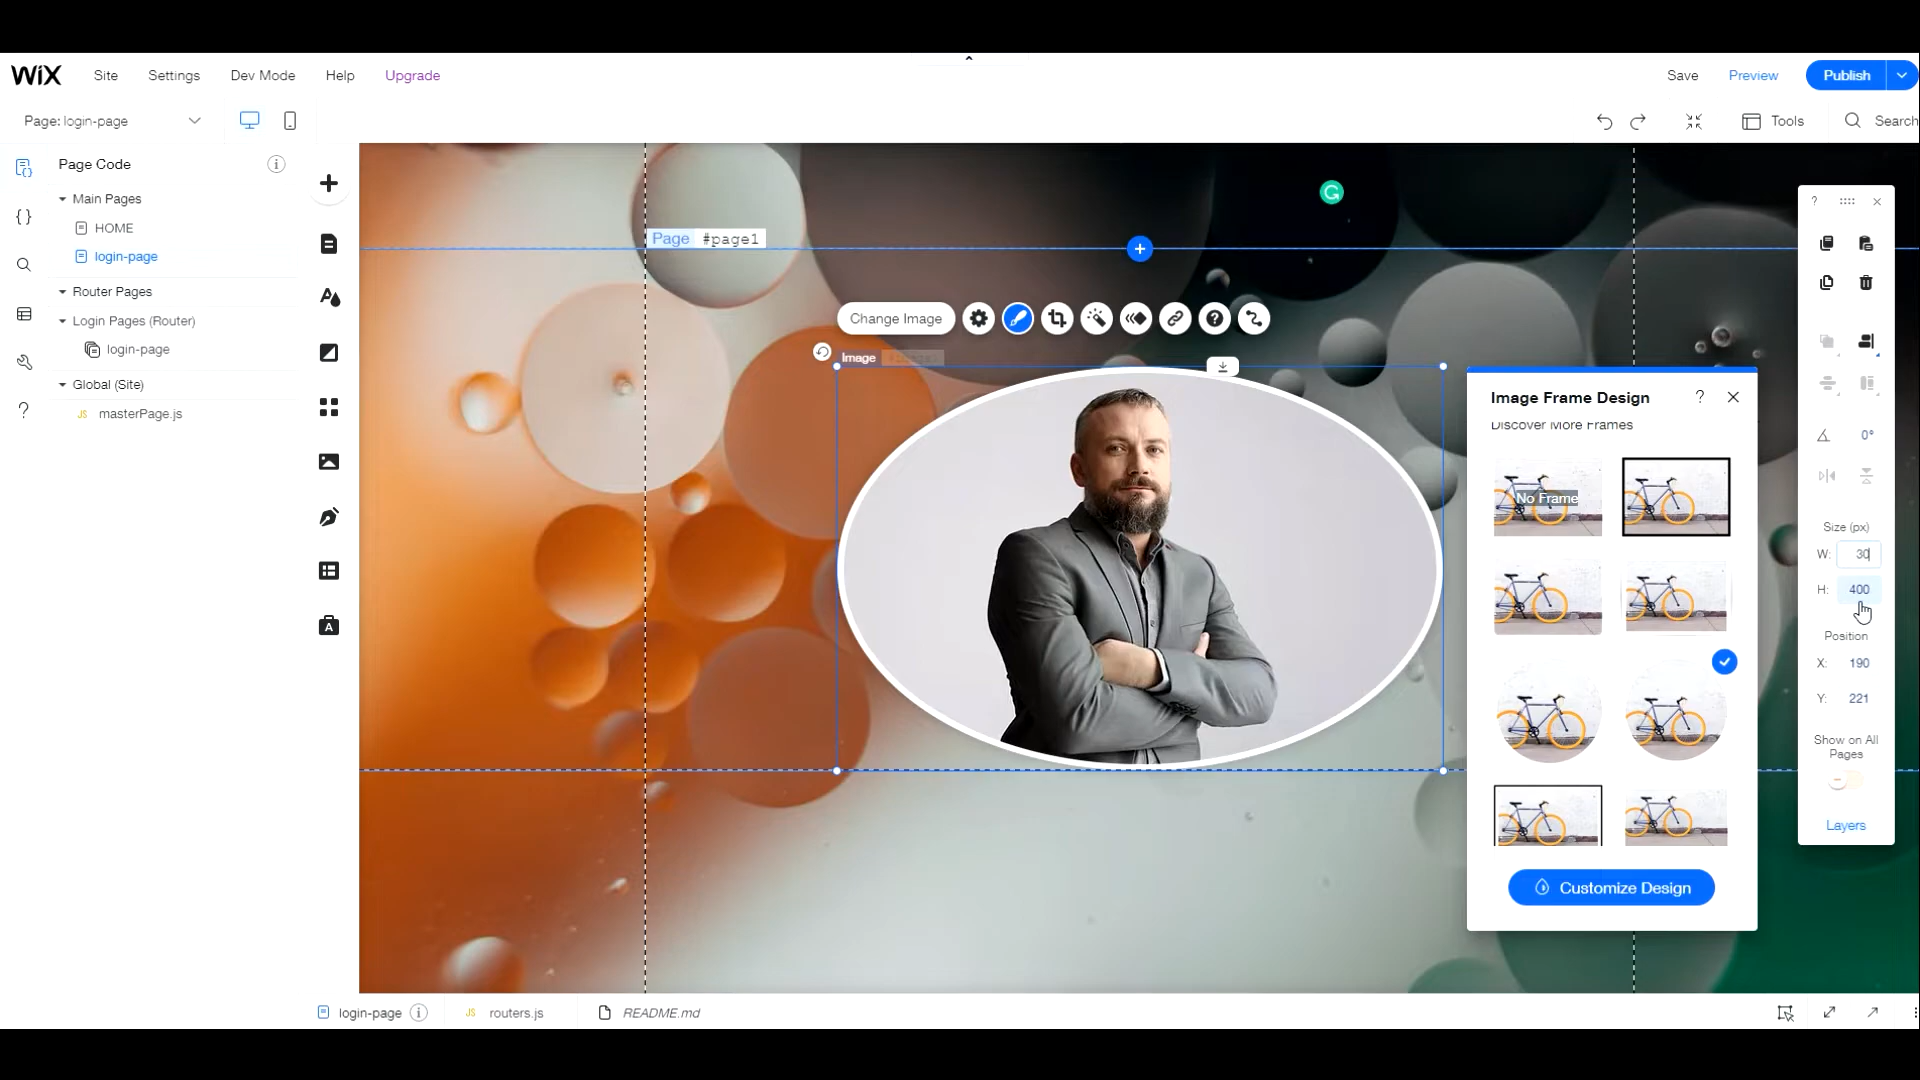 WiX
Site
Settings
Dev Mode
Help
Upgrade
Save
Preview
Publish
Page: login-page
Tools
Search
Page Code
Main Pages
HOME
login-page
Router Pages
Login Pages (Router)
login-page
Global (Site)
JS masterPage.js
Page #page1
Change Image
Image
Image Frame Design
Discover More Frames
No Frame
Customize Design
0°
Size (px)
W: 30
H: 400
Position
X: 190
Y: 221
Show on All
Pages
Layers
login-page
JS routers.js
README.md